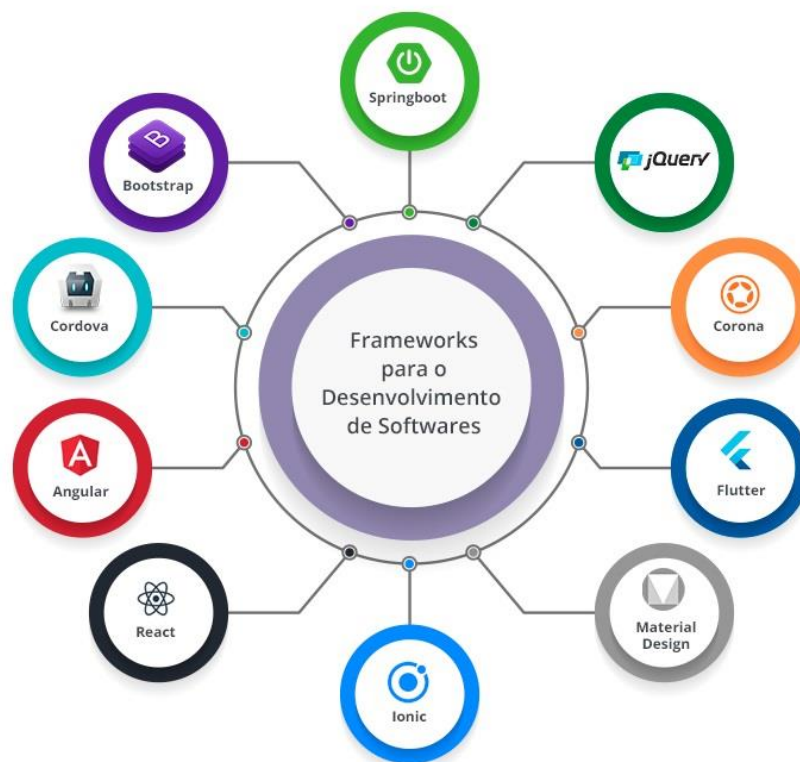 Springboot
jQuery
Corona
Flutter
Material
Design
Ionic
React
Angular
Cordova
B
Bootstrap
Frameworks
para o
Desenvolvimento
de Softwares